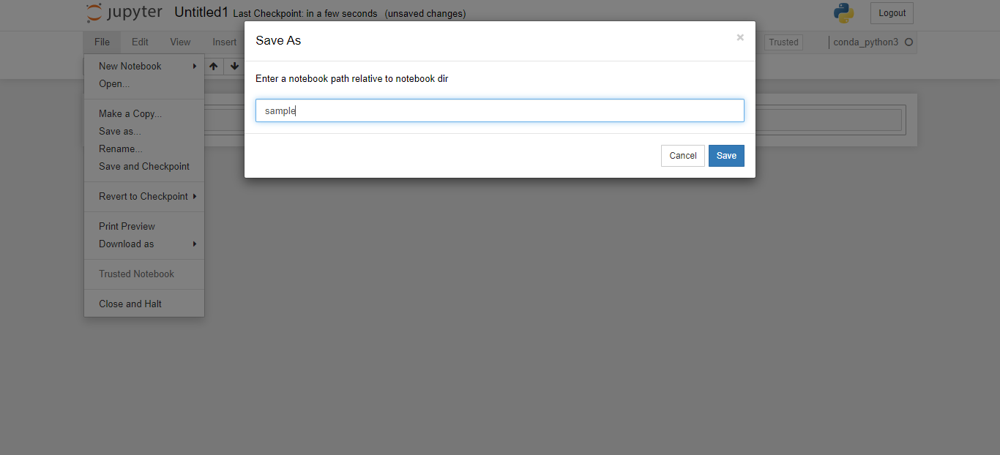 jupyter Untitled1 Last Checkpoint: in a few seconds (unsaved changes)
Logout
File Edit View Insert
Trusted conda_python3
Save As ×
Enter a notebook path relative to notebook dir
sample
Cancel Save
New Notebook
Open...
Make a Copy...
Save as...
Rename...
Save and Checkpoint
Revert to Checkpoint
Print Preview
Download as
Trusted Notebook
Close and Halt